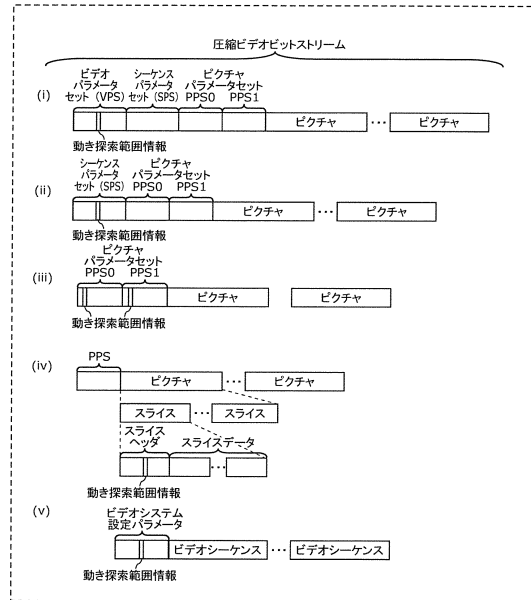 圧縮ビデオビットストリーム
(i)
ビデオ
パラメータ
セット (VPS)
シーケンス
パラメータ
セット (SPS)
ピクチャ
パラメータセット
PPS0 PPS1
ピクチャ ··· ピクチャ
動き探索範囲情報
(ii)
シーケンス
パラメータ
セット (SPS)
ピクチャ
パラメータセット
PPS0 PPS1
ピクチャ ··· ピクチャ
動き探索範囲情報
(iii)
ピクチャ
パラメータセット
PPS0 PPS1
ピクチャ ピクチャ
動き探索範囲情報
(iv)
PPS
ピクチャ ··· ピクチャ
スライス ··· スライス
スライス
ヘッダ
スライスデータ
···
動き探索範囲情報
(v)
ビデオシステム
設定パラメータ
ビデオシーケンス ··· ビデオシーケンス
動き探索範囲情報